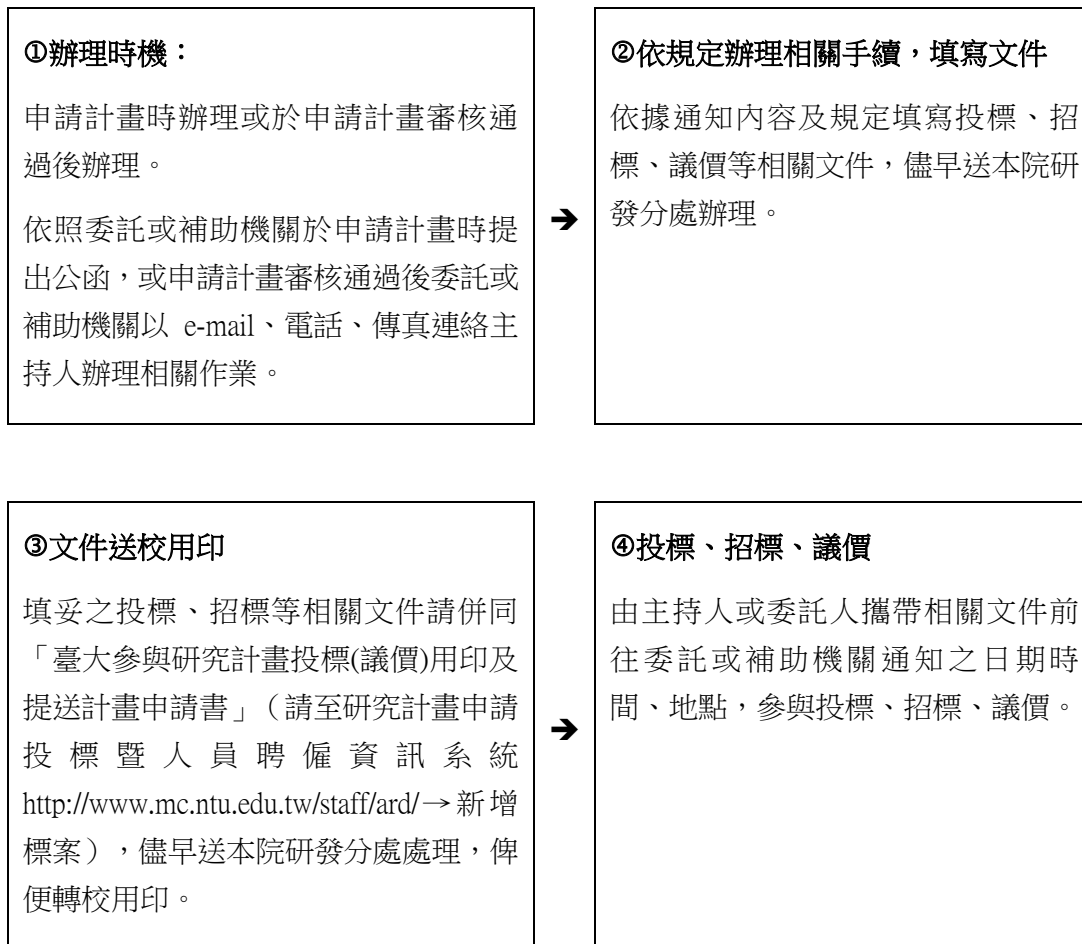 ①辦理時機：
申請計畫時辦理或於申請計畫審核通
過後辦理。
依照委託或補助機關於申請計畫時提
出公函，或申請計畫審核通過後委託或
補助機關以 e-mail、電話、傳真連絡主
持人辦理相關作業。
➔
②依規定辦理相關手續，填寫文件
依據通知內容及規定填寫投標、招
標、議價等相關文件，儘早送本院研
發分處辦理。
③文件送校用印
填妥之投標、招標等相關文件請併同
「臺大參與研究計畫投標(議價)用印及
提送計畫申請書」（請至研究計畫申請
投標暨人員聘僱資訊系統
http://www.mc.ntu.edu.tw/staff/ard/→新增
標案），儘早送本院研發分處處理，俾
便轉校用印。
➔
④投標、招標、議價
由主持人或委託人攜帶相關文件前
往委託或補助機關通知之日期時
間、地點，參與投標、招標、議價。